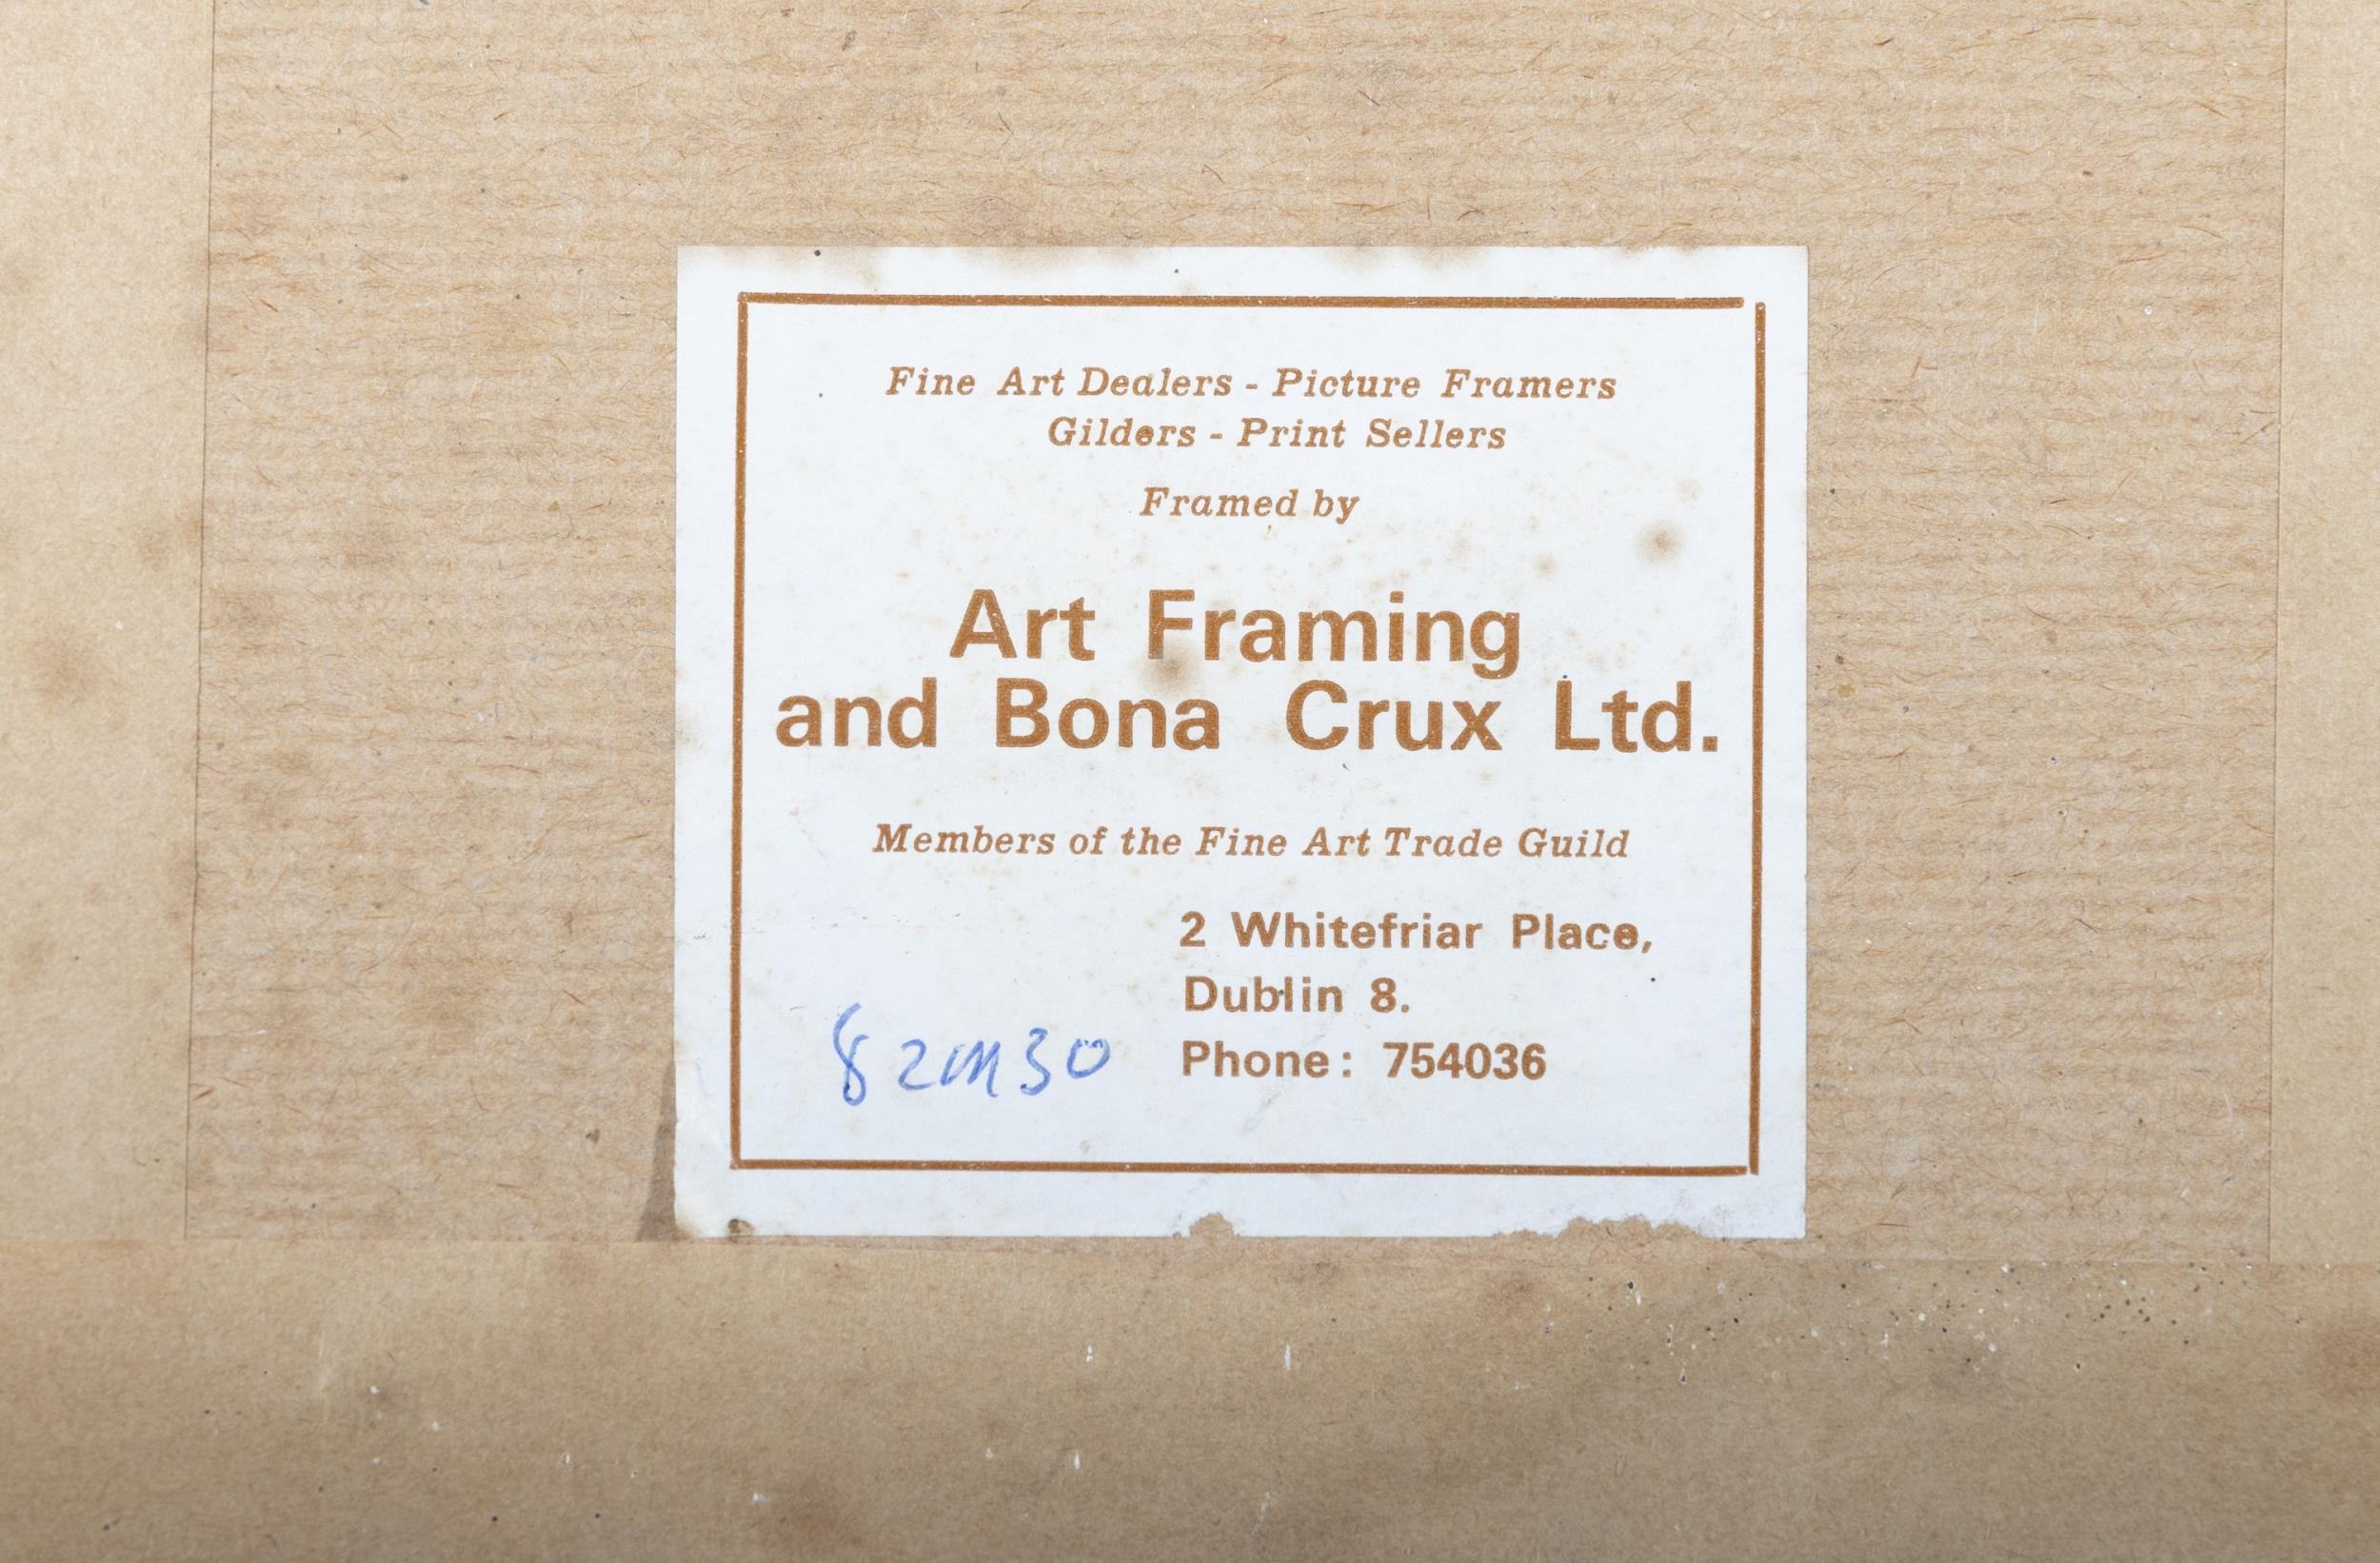 Fine Art Dealers - Picture Framers
Gilders - Print Sellers
Framed by
Art Framing
and Bona Crux Ltd.
Members of the Fine Art Trade Guild
2 Whitefriar Place,
Dublin 8.
Phone: 754036